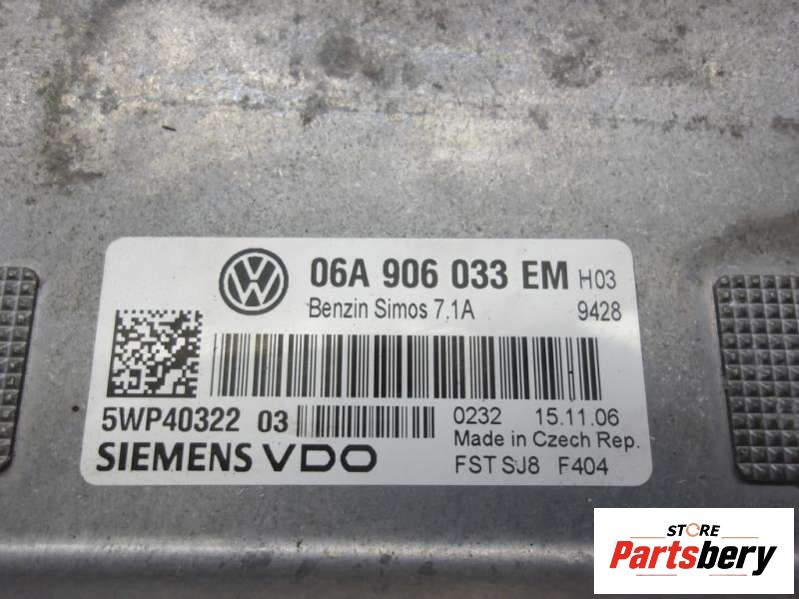 06A 906 033 EM H03
Benzin Simos 7.1A 9428
5WP40322 03 0232 15.11.06
Made in Czech Rep.
SIEMENS VDO FST SJ8 F404
STORE
Partsbery